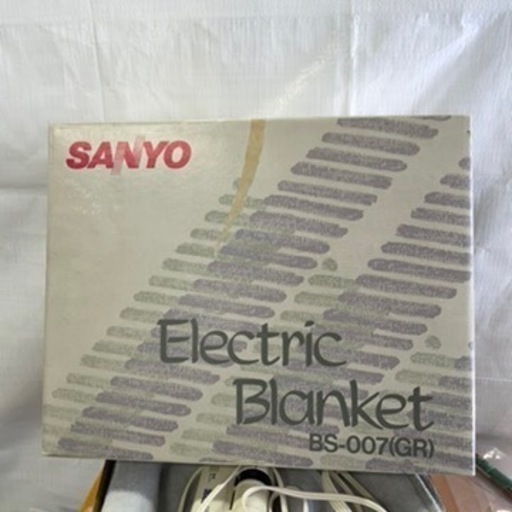 SANYO
Electric
Blanket
BS-007(GR)